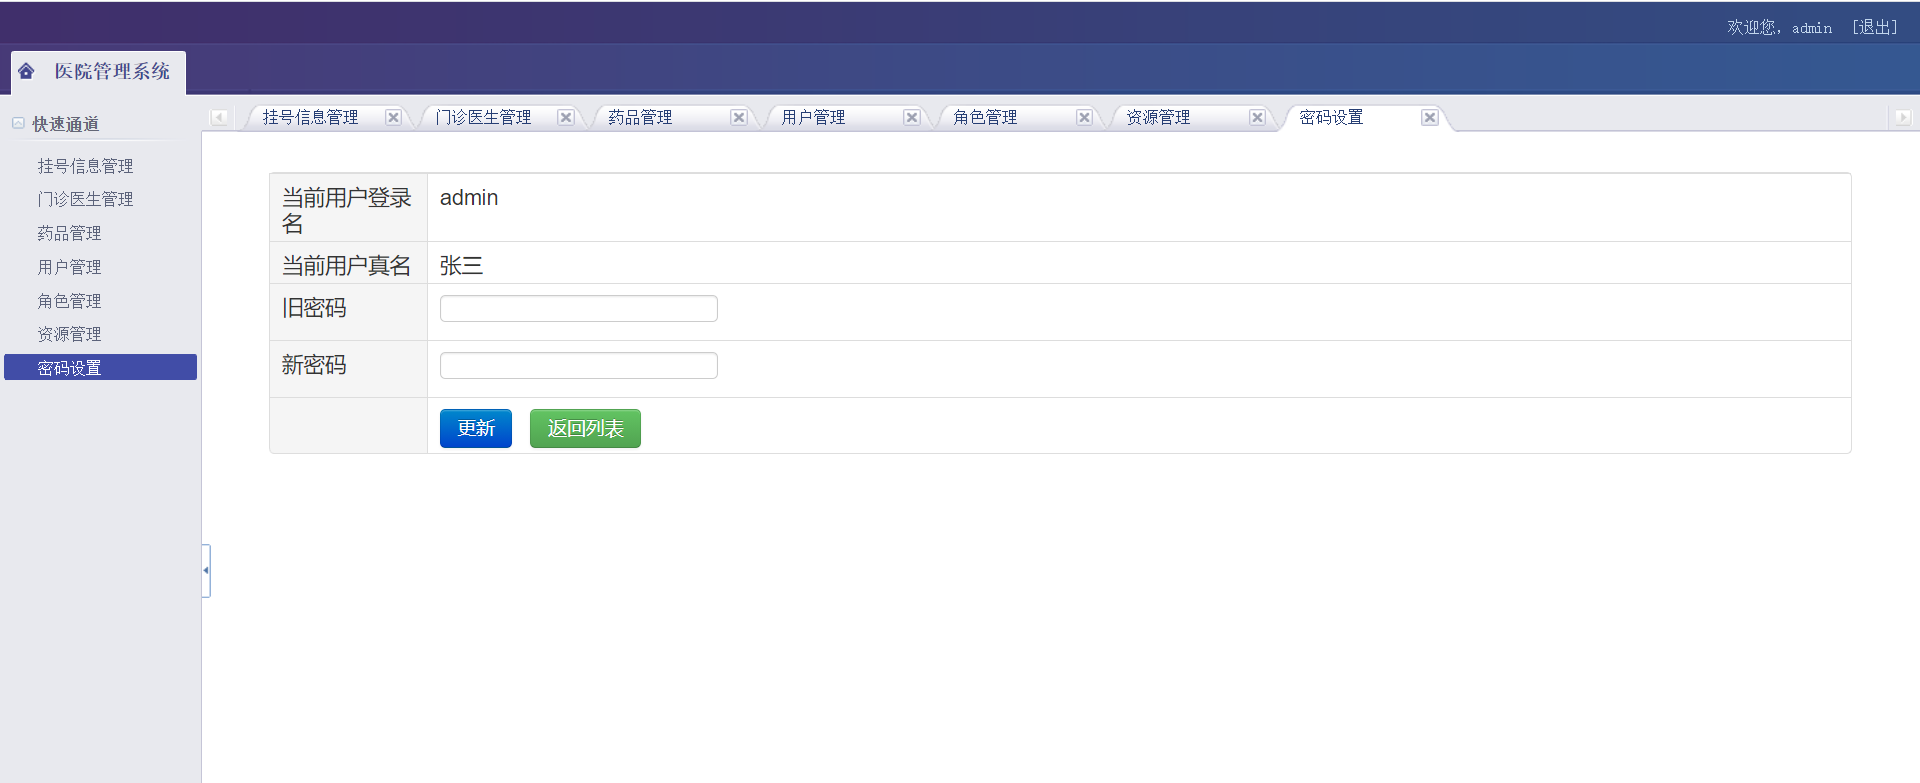 欢迎您，admin [退出]
医院管理系统
快速通道
挂号信息管理
门诊医生管理
药品管理
用户管理
角色管理
资源管理
密码设置
挂号信息管理 门诊医生管理 药品管理 用户管理 角色管理 资源管理 密码设置
当前用户登录
名
admin
当前用户真名 张三
旧密码
新密码
更新 返回列表